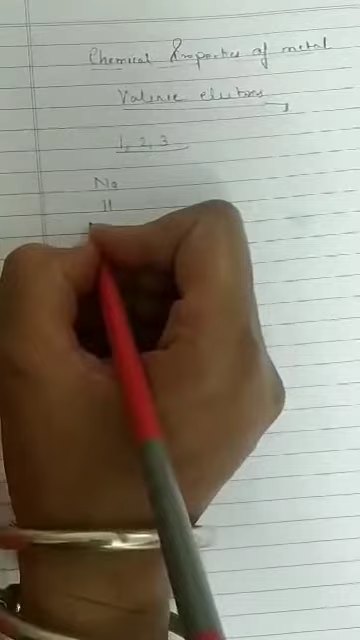 Chemical Properties of metal
Valence electrons
1, 2, 3
Na
11